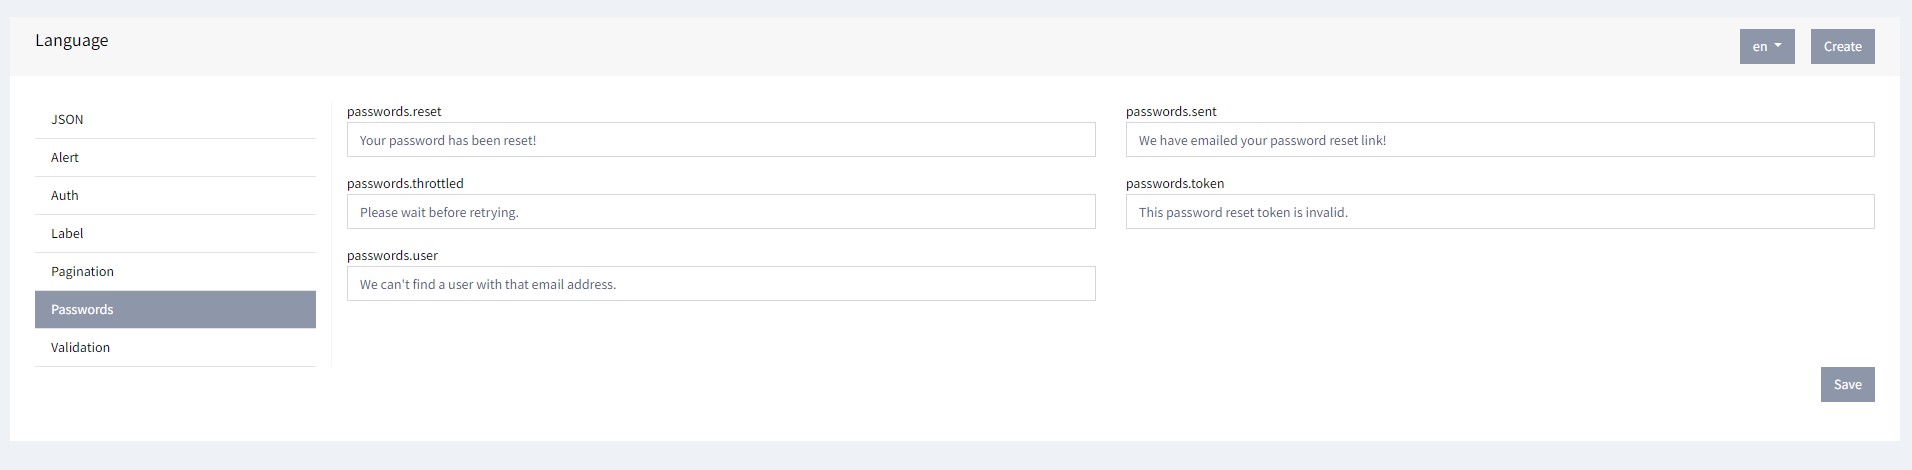 Language
en
Create
JSON
Alert
Auth
Label
Pagination
Passwords
Validation
passwords.reset
Your password has been reset!
passwords.sent
We have emailed your password reset link!
passwords.throttled
Please wait before retrying.
passwords.token
This password reset token is invalid.
passwords.user
We can't find a user with that email address.
Save